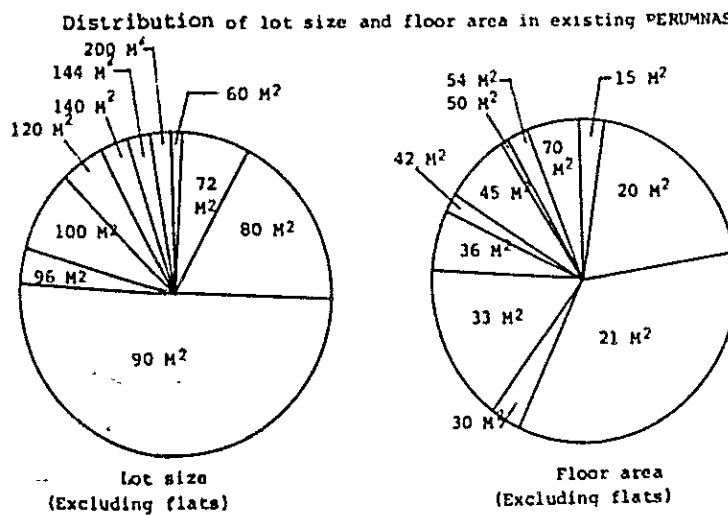 Distribution of lot size and floor area in existing PERUMNAS
200 M²
144 M²
140 M²
120 M²
60 M²
72 M²
80 M²
100 M²
96 M²
90 M²
Lot size
(Excluding flats)
54 M²
50 M²
15 M²
42 M²
70 M²
45 M²
20 M²
36 M²
33 M²
21 M²
30 M²
Floor area
(Excluding flats)